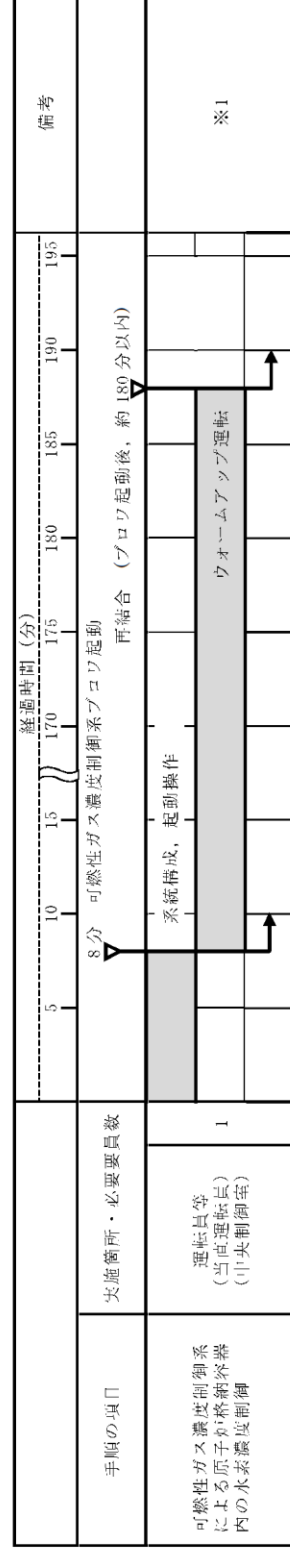 経過時間(分)
備考
5
10
15
170
175
180
185
190
195
手順の項目
実施箇所・必要要員数
8分 可燃性ガス濃度制御系ブロワ起動
再結合(ブロワ起動後,約180分以内)
可燃性ガス濃度制御系
による原子炉格納容器
内の水素濃度制御
運転員等
(当直運転員)
(中央制御室)
1
系統構成,起動操作
ウォームアップ運転
※1